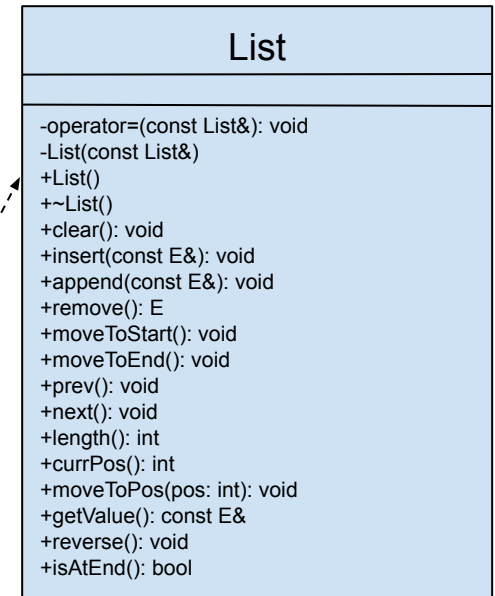 List
-operator=(const List&): void
-List(const List&)
+List()
+~List()
+clear(): void
+insert(const E&): void
+append(const E&): void
+remove(): E
+moveToStart(): void
+moveToEnd(): void
+prev(): void
+next(): void
+length(): int
+currPos(): int
+moveToPos(pos: int): void
+getValue(): const E&
+reverse(): void
+isAtEnd(): bool